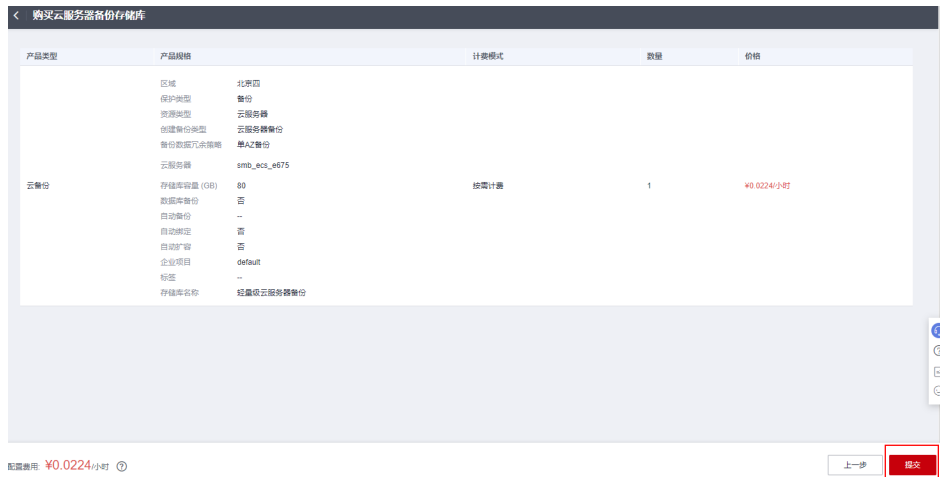 购买云服务器备份存储库
产品类型 产品规格 计费模式 数量 价格
区域 北京四
保护类型 备份
资源类型 云服务器
创建备份类型 云服务器备份
备份数据冗余策略 单AZ备份
云服务器 smb_ecs_e675
云备份 存储库容量 (GB) 80 按需计费 1 ¥0.0224/小时
数据库备份 否
自动备份 --
自动绑定 否
自动扩容 否
企业项目 default
标签 --
存储库名称 轻量级云服务器备份
配置费用: ¥0.0224/小时 ?
上一步 提交